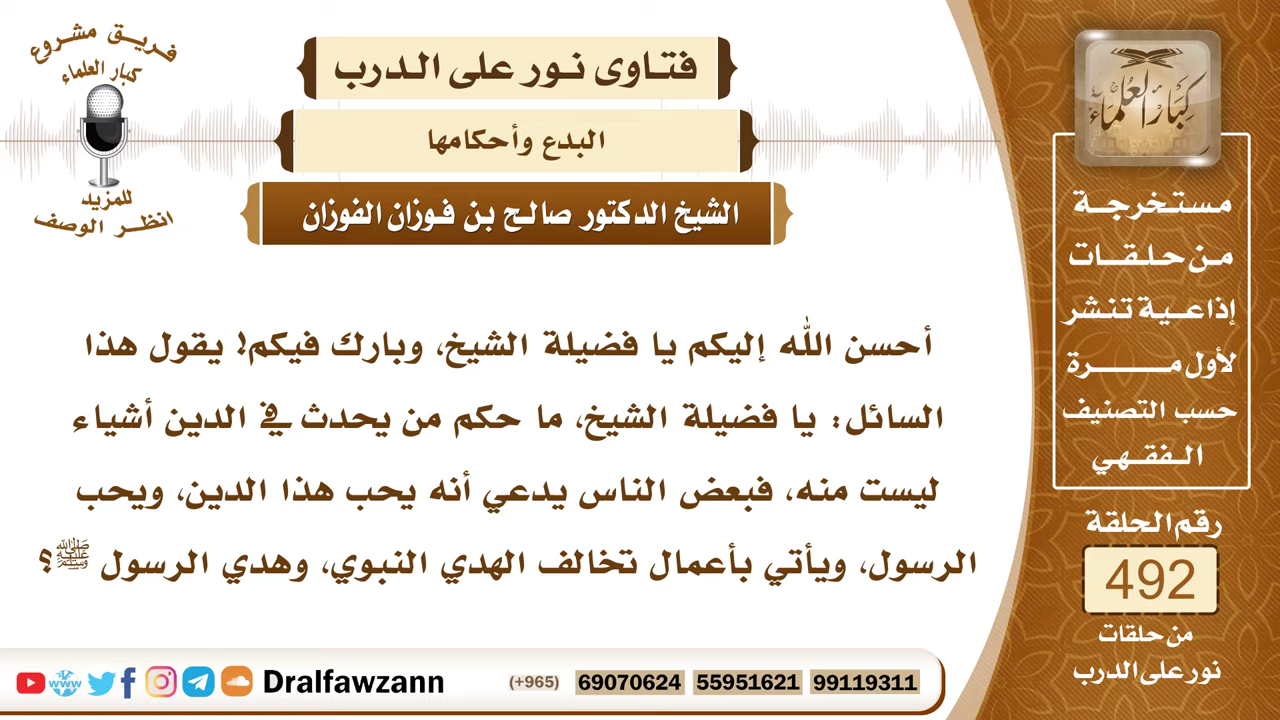 فريق مشروع
كبار العلماء
للمزيد
انظر الوصف
فتاوى نور على الدرب
البدع وأحكامها
الشيخ الدكتور صالح بن فوزان الفوزان
أحسن الله إليكم يا فضيلة الشيخ، وبارك فيكم! يقول هذا
السائل: يا فضيلة الشيخ، ما حكم من يحدث في الدين أشياء
ليست منه، فبعض الناس يدعي أنه يحب هذا الدين، ويحب
الرسول، ويأتي بأعمال تخالف الهدي النبوي، وهدي الرسول ﷺ؟
كبار العلماء
مستخرجة
من حلقات
إذاعية تنشر
لأول مرة
حسب التصنيف
الفقهي
رقم الحلقة
492
من حلقات
نور على الدرب
www
Dralfawzann
(+965) 69070624 55951621 99119311